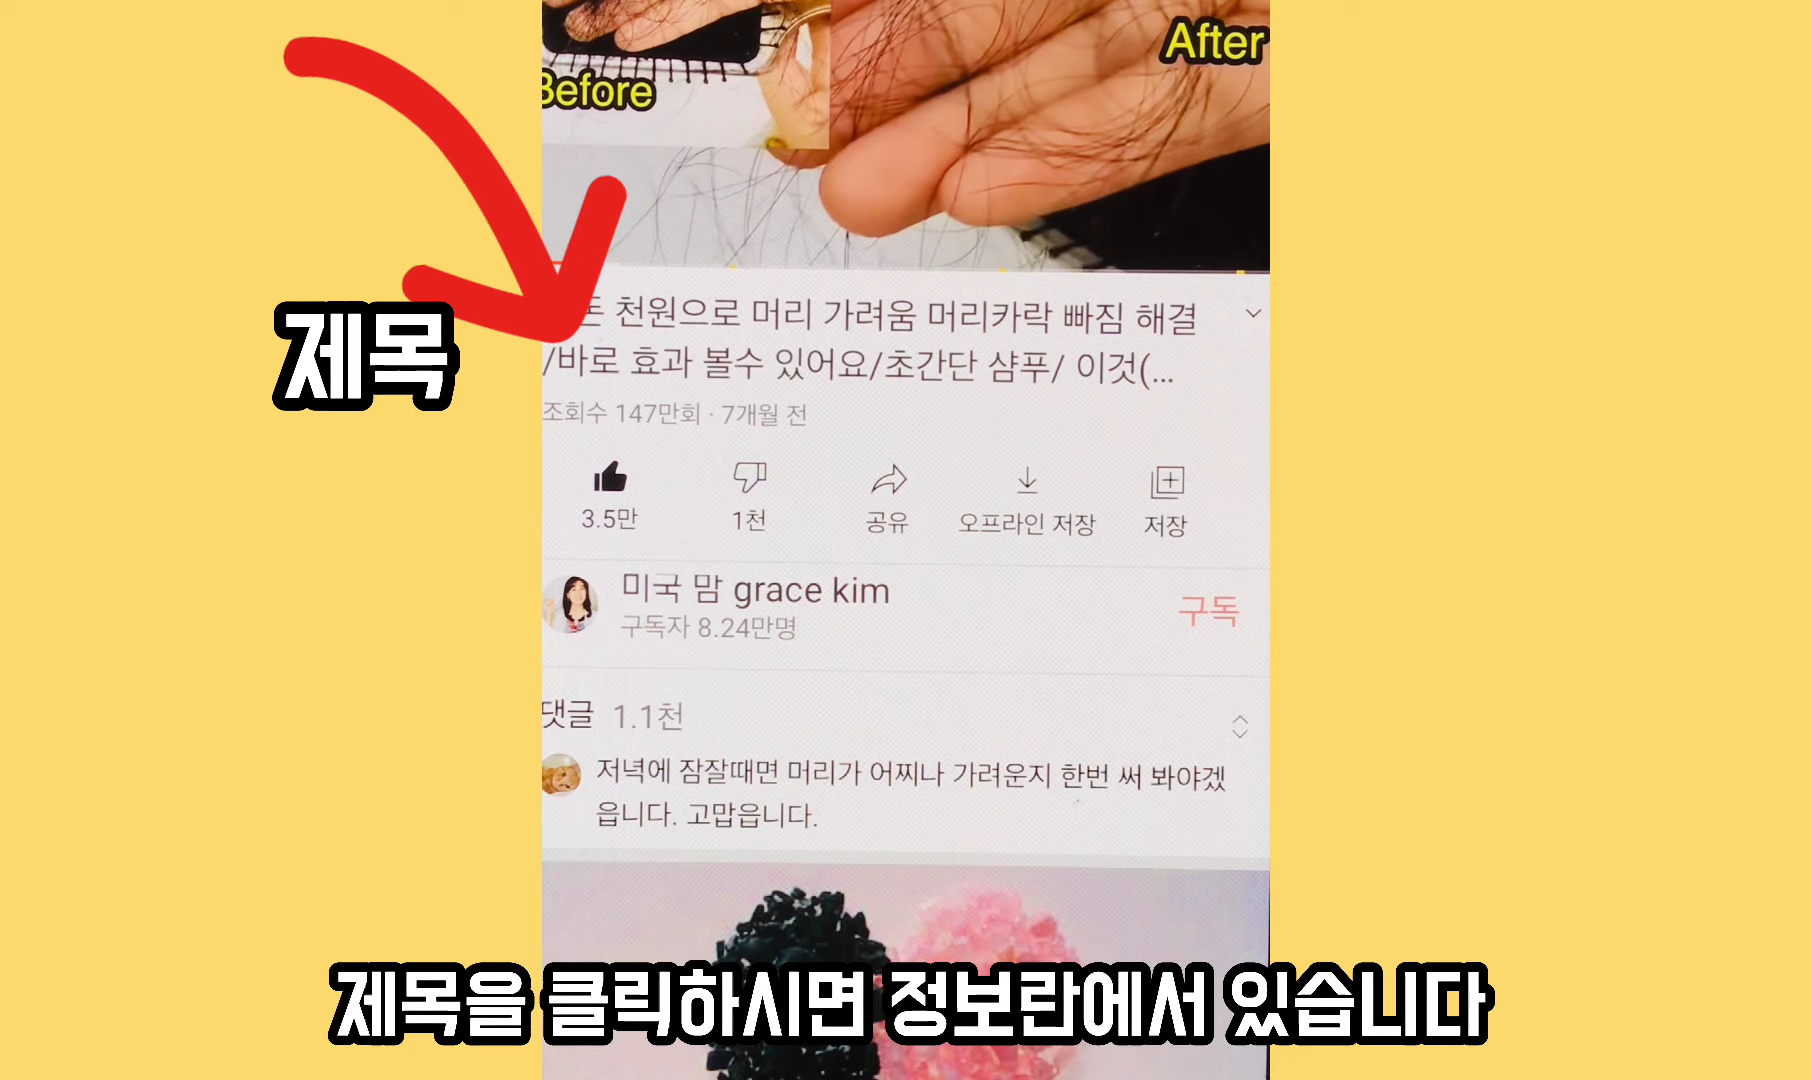 After
Before
제목
돈 천원으로 머리 가려움 머리카락 빠짐 해결
/바로 효과 볼수 있어요/초간단 샴푸/ 이것(...
조회수 147만회 · 7개월 전
3.5만
1천
공유
오프라인 저장
저장
미국 맘 grace kim
구독자 8.24만명
구독
댓글 1.1천
저녁에 잠잘때면 머리가 어찌나 가려운지 한번 써 봐야겠
읍니다. 고맙읍니다.
제목을 클릭하시면 정보란에서 있습니다